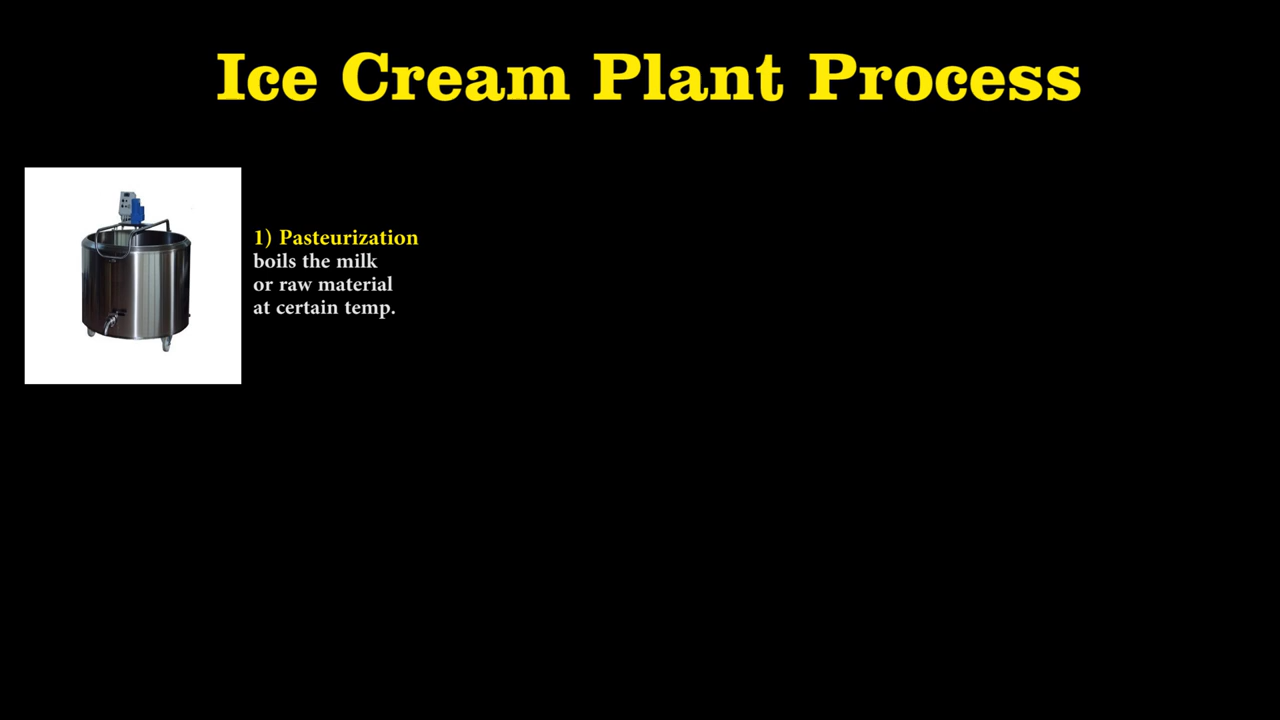 Ice Cream Plant Process
1) Pasteurization
boils the milk
or raw material
at certain temp.